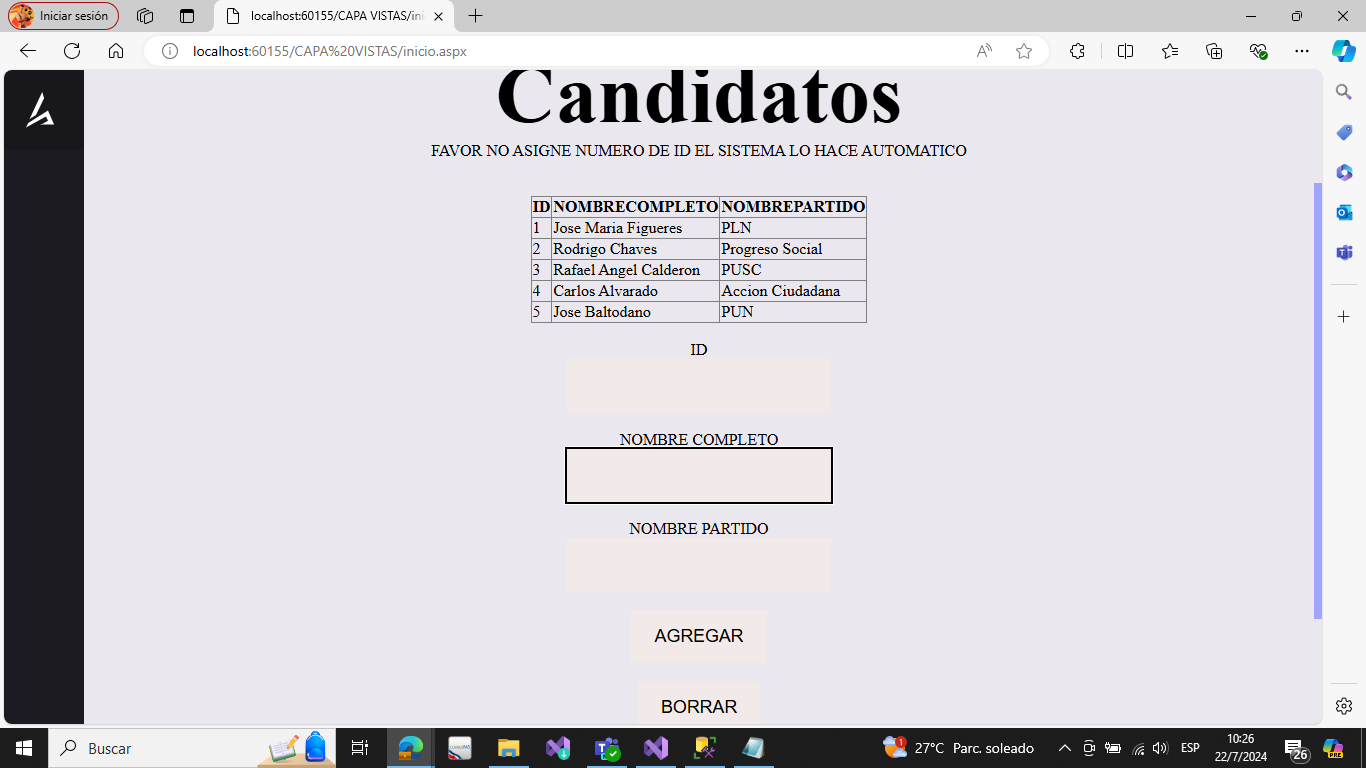 Iniciar sesión
localhost:60155/CAPA VISTAS/ini
localhost:60155/CAPA%20VISTAS/inicio.aspx
Candidatos
FAVOR NO ASIGNE NUMERO DE ID EL SISTEMA LO HACE AUTOMATICO
ID NOMBRECOMPLETO NOMBREPARTIDO
1 Jose Maria Figueres PLN
2 Rodrigo Chaves Progreso Social
3 Rafael Angel Calderon PUSC
4 Carlos Alvarado Accion Ciudadana
5 Jose Baltodano PUN
ID
NOMBRE COMPLETO
NOMBRE PARTIDO
AGREGAR
BORRAR
Buscar
1
27°C Parc. soleado
ESP
10:26
22/7/2024
26
PRE